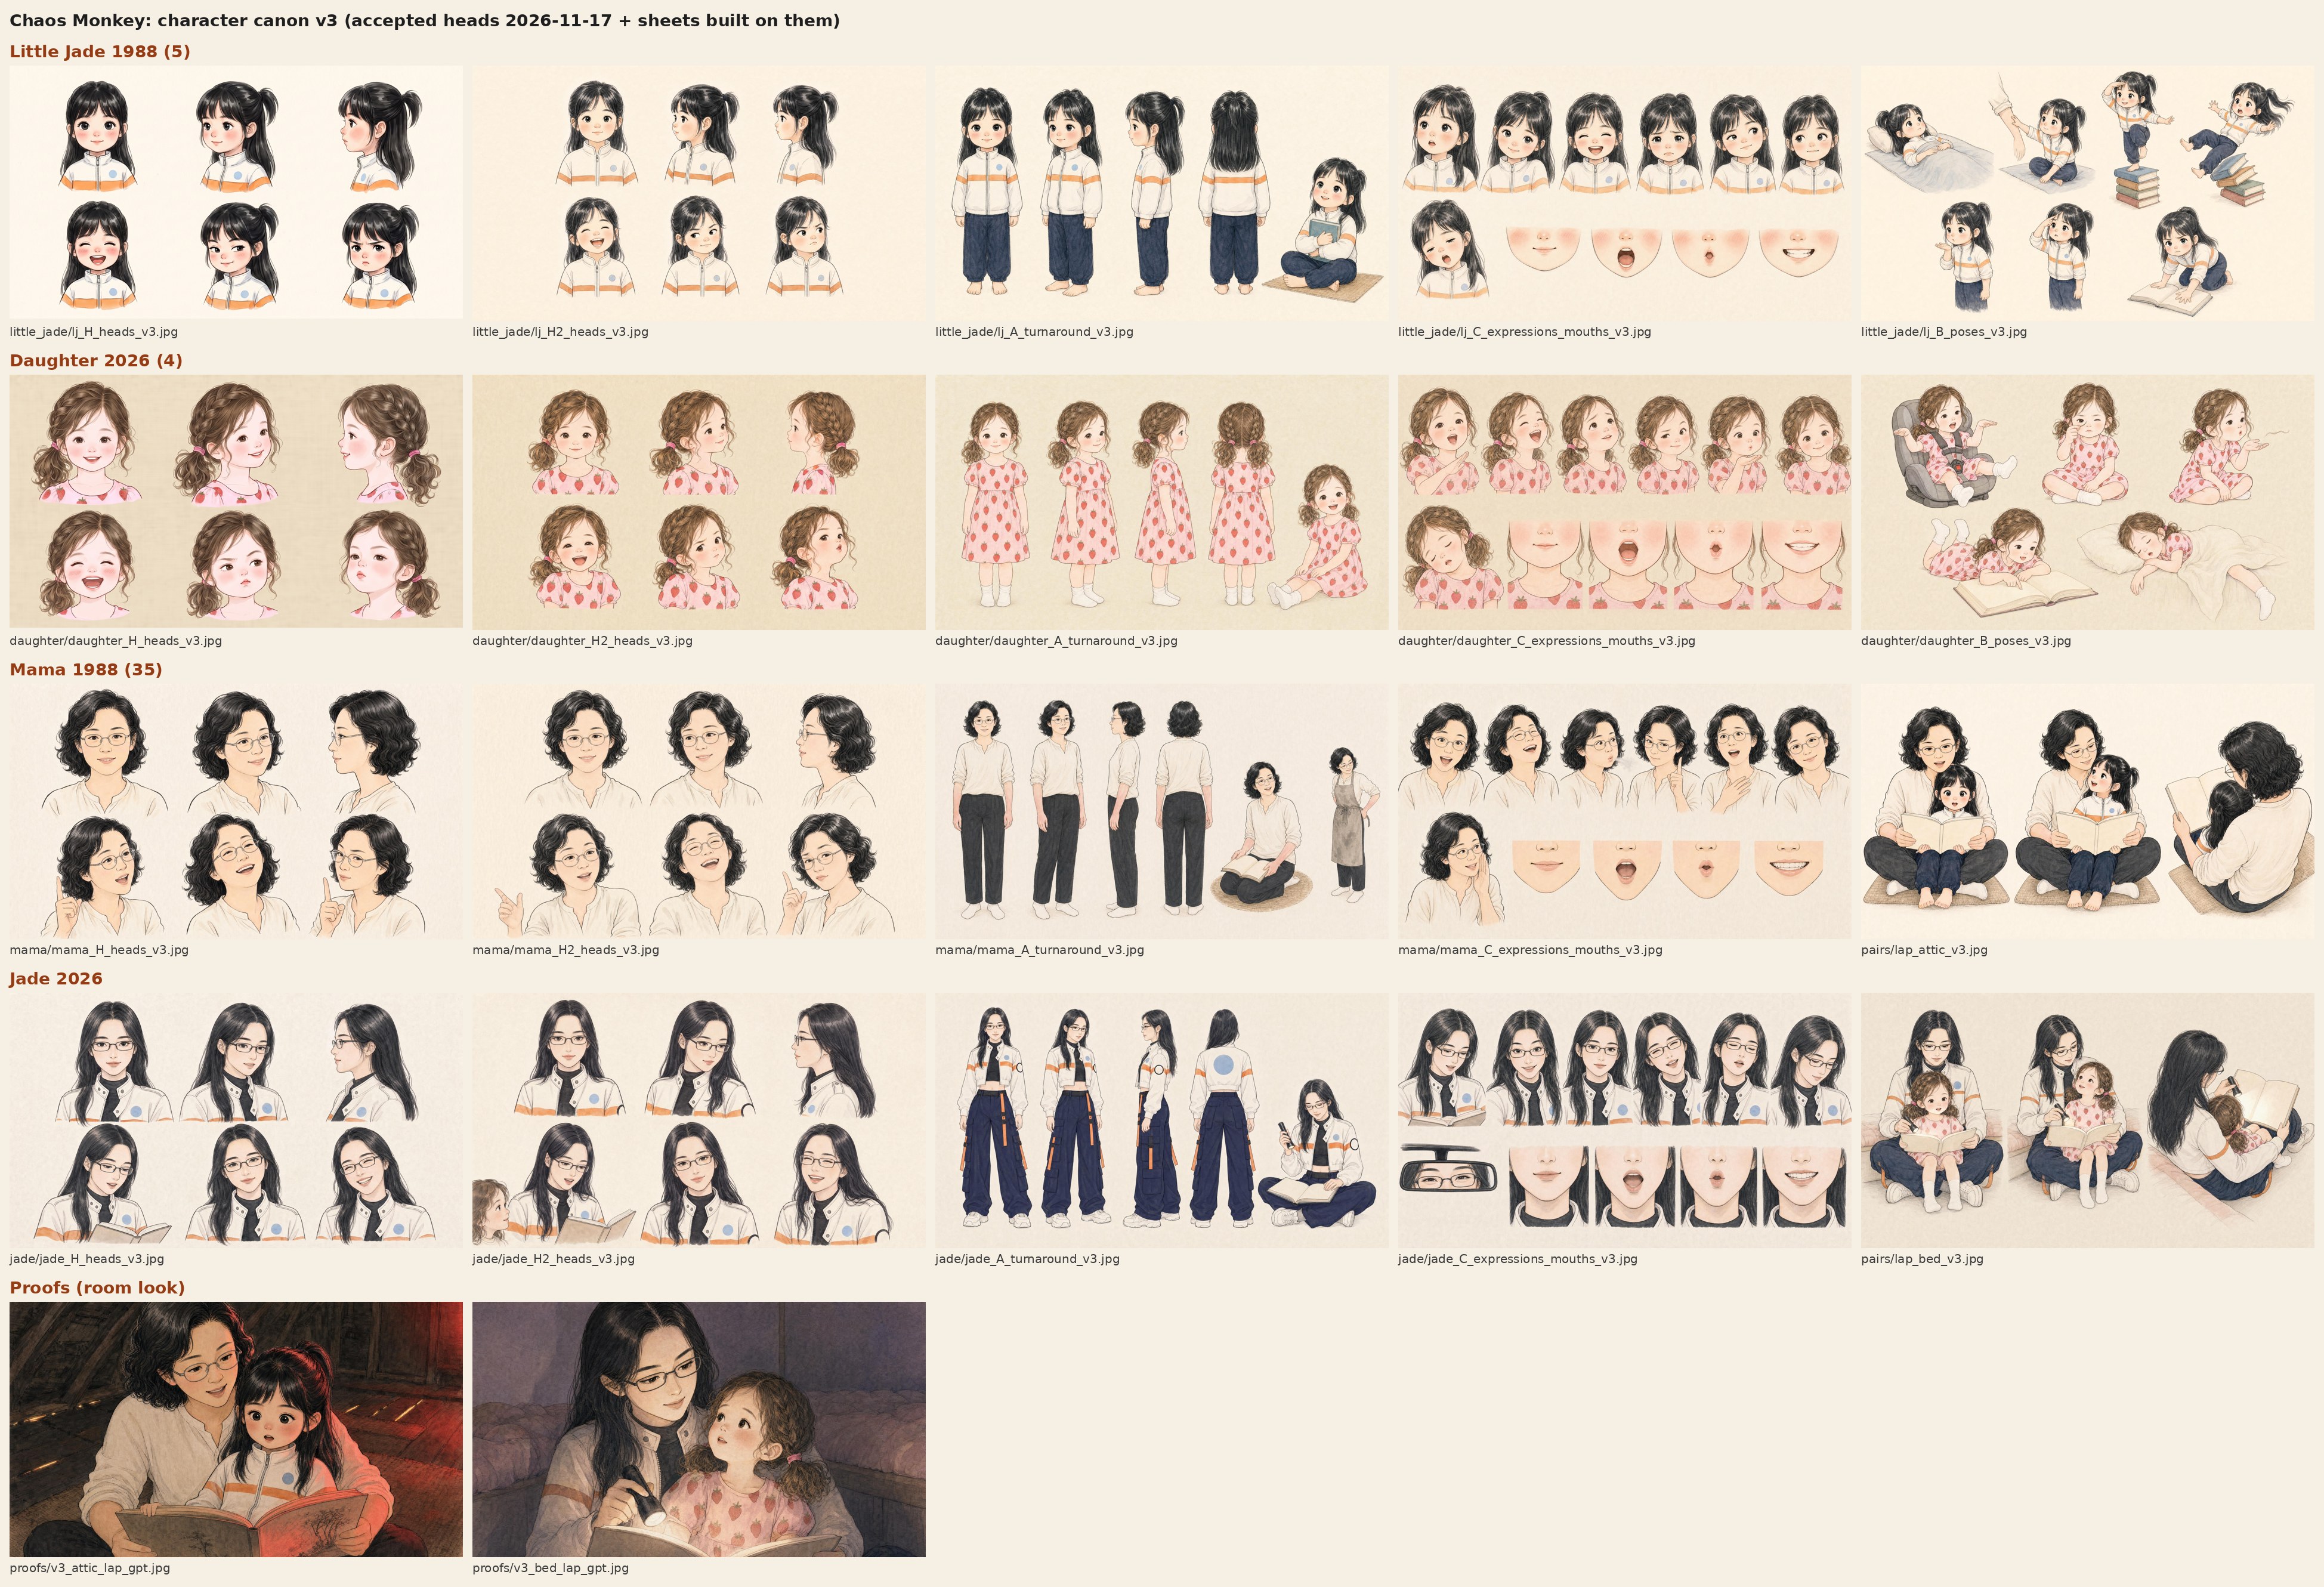 Chaos Monkey: character canon v3 (accepted heads 2026-11-17 + sheets built on them)
Little Jade 1988 (5)
little_jade/lj_H_heads_v3.jpg
little_jade/lj_H2_heads_v3.jpg
little_jade/lj_A_turnaround_v3.jpg
little_jade/lj_C_expressions_mouths_v3.jpg
little_jade/lj_B_poses_v3.jpg
Daughter 2026 (4)
daughter/daughter_H_heads_v3.jpg
daughter/daughter_H2_heads_v3.jpg
daughter/daughter_A_turnaround_v3.jpg
daughter/daughter_C_expressions_mouths_v3.jpg
daughter/daughter_B_poses_v3.jpg
Mama 1988 (35)
mama/mama_H_heads_v3.jpg
mama/mama_H2_heads_v3.jpg
mama/mama_A_turnaround_v3.jpg
mama/mama_C_expressions_mouths_v3.jpg
pairs/lap_attic_v3.jpg
Jade 2026
jade/jade_H_heads_v3.jpg
jade/jade_H2_heads_v3.jpg
jade/jade_A_turnaround_v3.jpg
jade/jade_C_expressions_mouths_v3.jpg
pairs/lap_bed_v3.jpg
Proofs (room look)
proofs/v3_attic_lap_gpt.jpg
proofs/v3_bed_lap_gpt.jpg